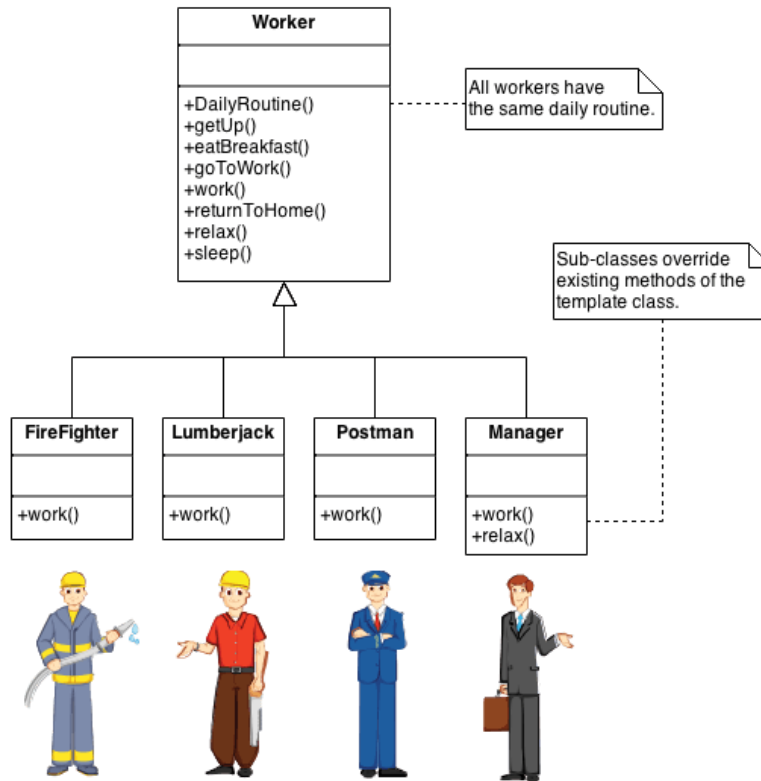 Worker
+DailyRoutine()
+getUp()
+eatBreakfast()
+goToWork()
+work()
+returnToHome()
+relax()
+sleep()
All workers have
the same daily routine.
Sub-classes override
existing methods of the
template class.
FireFighter
+work()
Lumberjack
+work()
Postman
+work()
Manager
+work()
+relax()